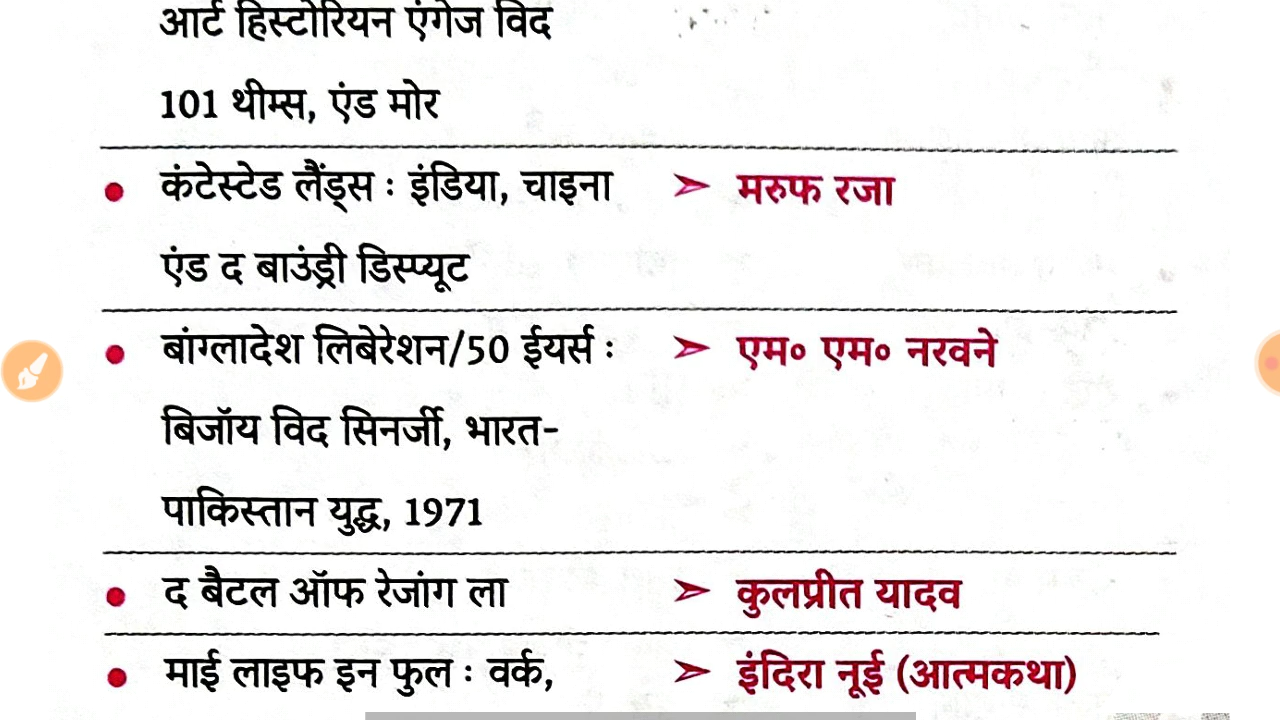 आर्ट हिस्टोरियन एंगेज विद
101 थीम्स, एंड मोर
कंटेस्टेड लैंड्स : इंडिया, चाइना ➢ मरुफ रजा
एंड द बाउंड्री डिस्प्यूट
बांग्लादेश लिबेरेशन/50 ईयर्स : ➢ एम० एम० नरवने
बिजॉय विद सिनर्जी, भारत-
पाकिस्तान युद्ध, 1971
द बैटल ऑफ रेजांग ला ➢ कुलप्रीत यादव
माई लाइफ इन फुल : वर्क, ➢ इंदिरा नूई (आत्मकथा)